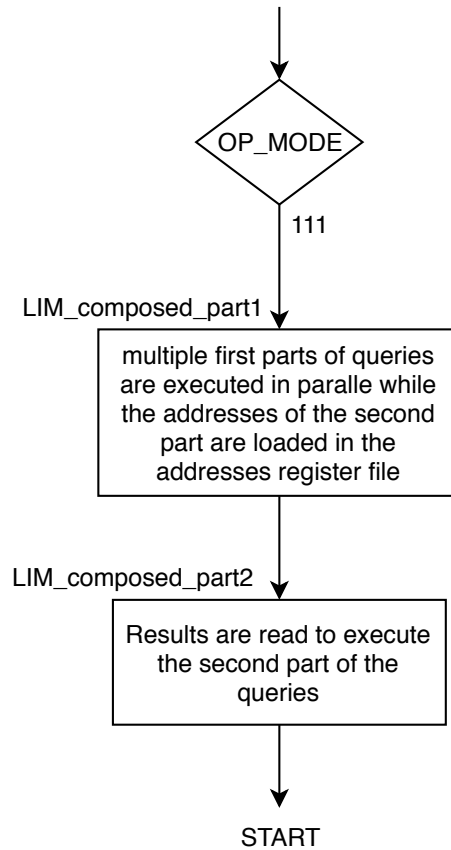 OP_MODE
111
LIM_composed_part1
multiple first parts of queries
are executed in paralle while
the addresses of the second
part are loaded in the
addresses register file
LIM_composed_part2
Results are read to execute
the second part of the
queries
START